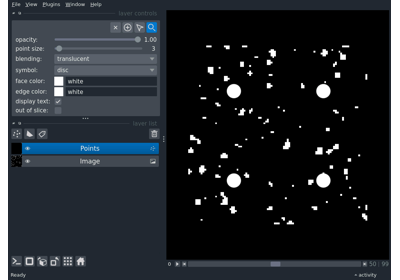 File View Plugins Window Help
layer controls
opacity: 1.00
point size: 3
blending: translucent
symbol: disc
face color: white
edge color: white
display text:
out of slice:
layer list
Points
Image
50 99
Ready
activity